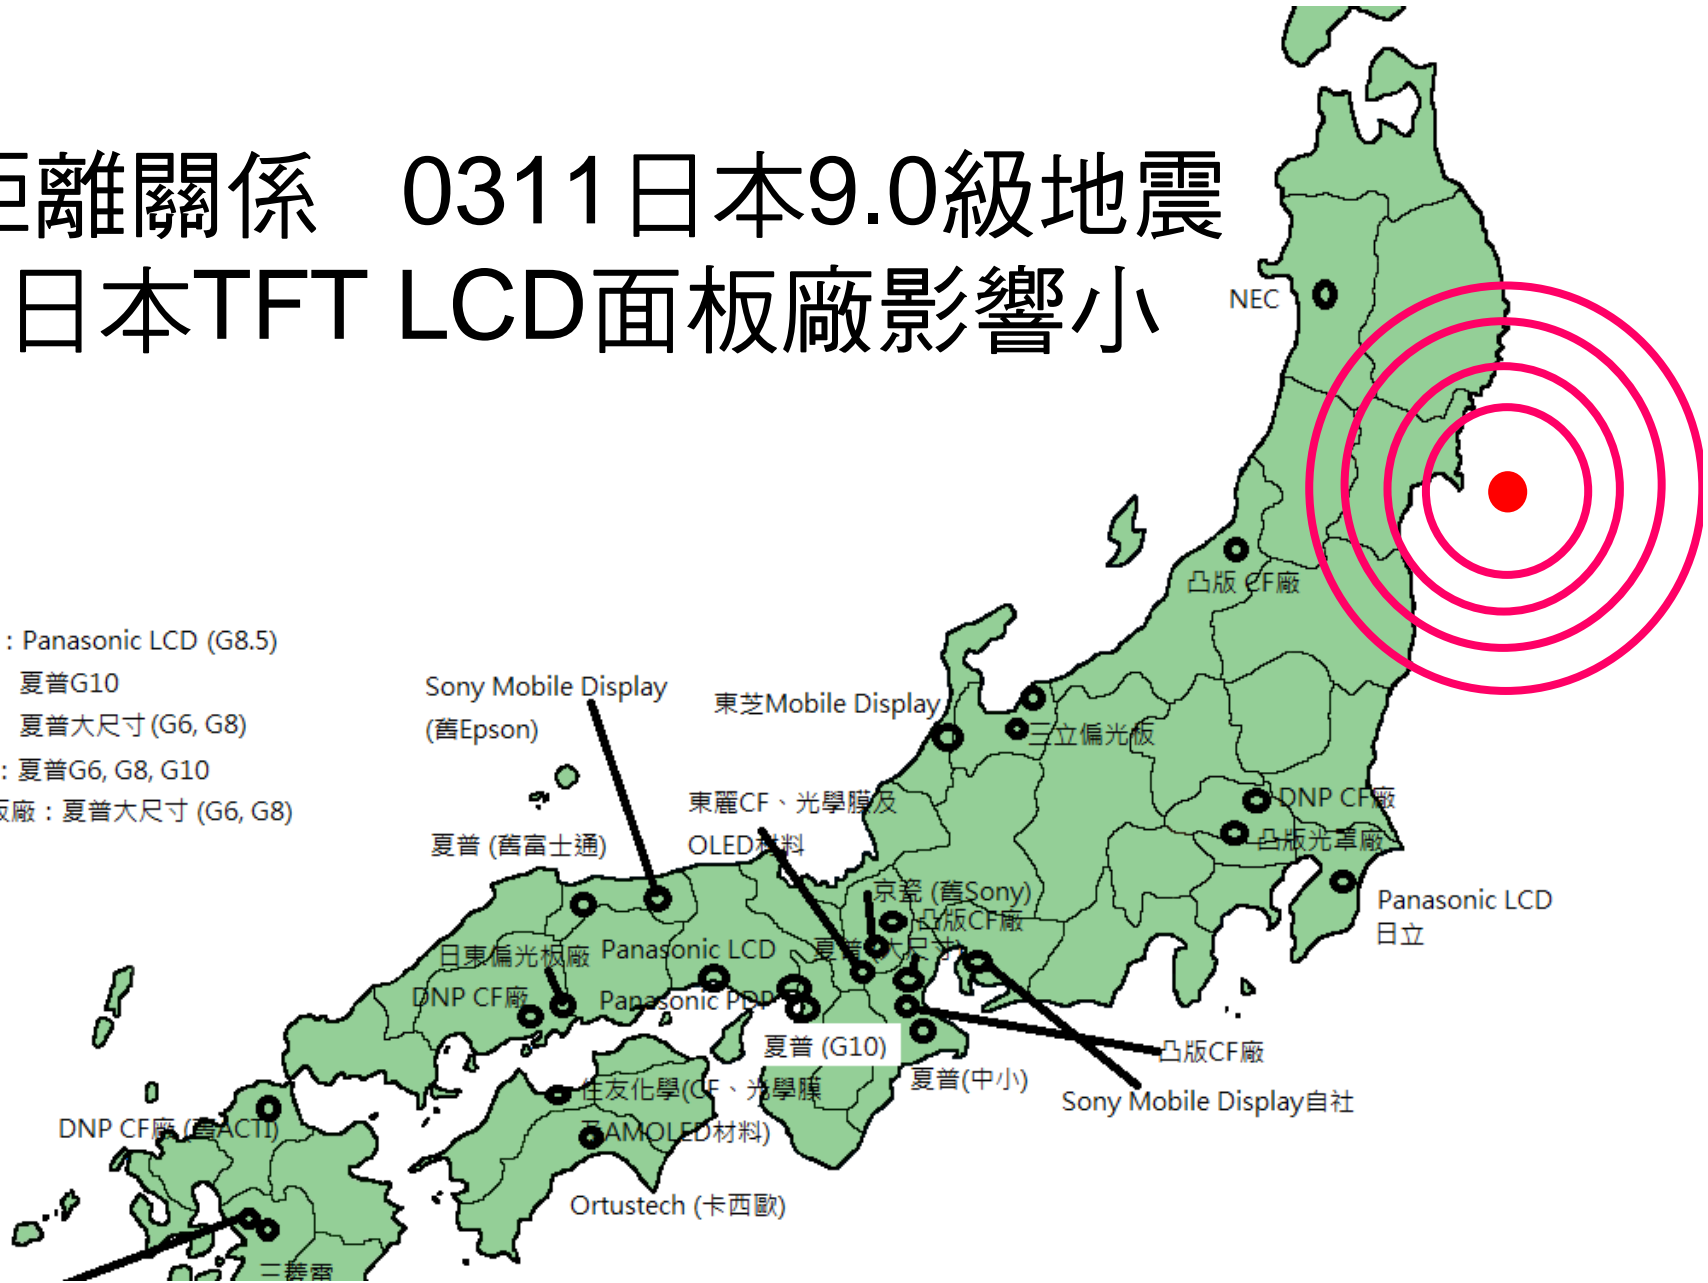 距離關係 0311日本9.0級地震
日本TFT LCD面板廠影響小
NEC
凸版 CF廠
: Panasonic LCD (G8.5)
夏普G10
夏普大尺寸 (G6, G8)
: 夏普G6, G8, G10
板廠：夏普大尺寸 (G6, G8)
Sony Mobile Display
(舊Epson)
東芝Mobile Display
三立偏光板
東麗CF、光學膜及
OLED材料
夏普 (舊富士通)
DNP CF廠
凸版光罩廠
Panasonic LCD
日立
京瓷 (舊Sony)
凸版CF廠
夏普 (大尺寸)
日東偏光板廠
Panasonic LCD
DNP CF廠
Panasonic PDP
夏普 (G10)
凸版CF廠
夏普(中小)
Sony Mobile Display自社
住友化學(CF、光學膜
及AMOLED材料)
DNP CF廠 (舊ACTI)
Ortustech (卡西歐)
三菱電